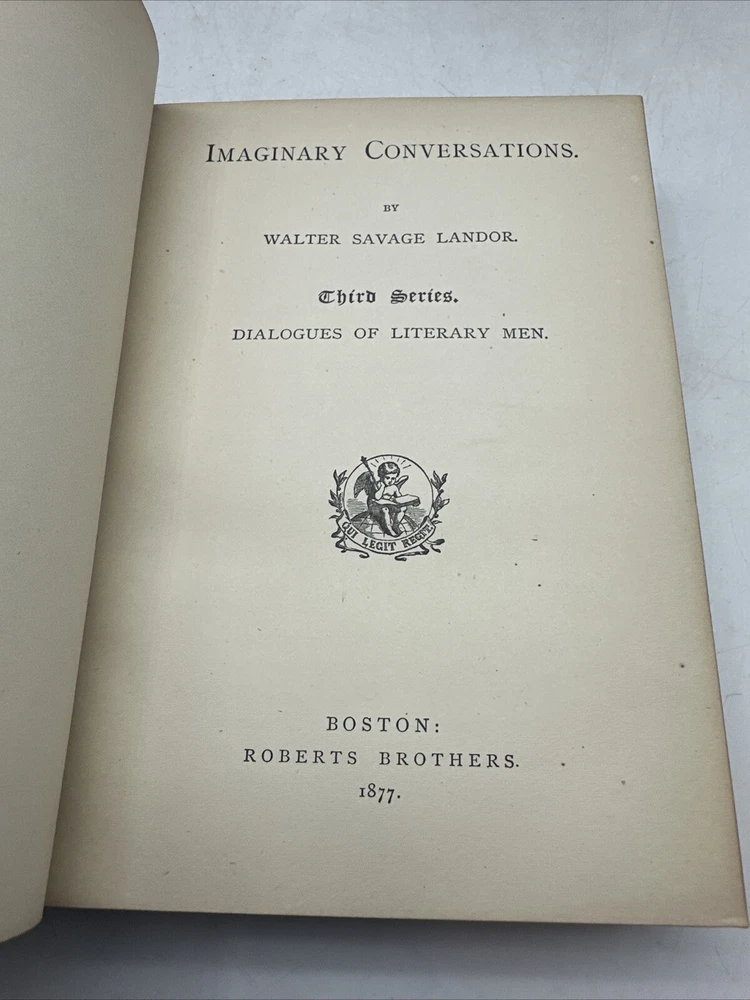 IMAGINARY CONVERSATIONS.
BY
WALTER SAVAGE LANDOR.
Third Series.
DIALOGUES OF LITERARY MEN.
QUI LEGIT REGIT
BOSTON:
ROBERTS BROTHERS.
1877.